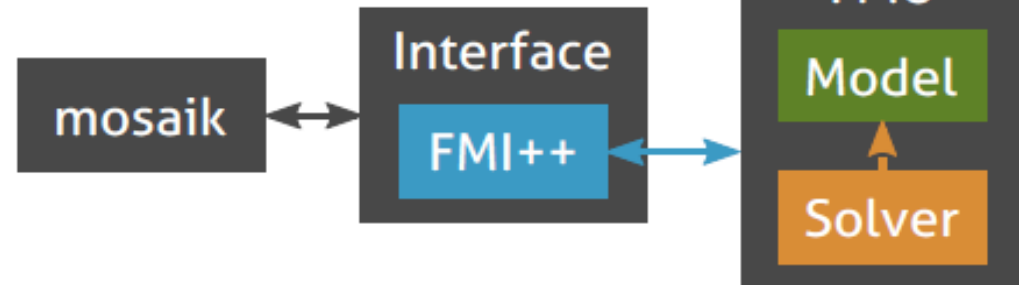 mosaik
Interface
FMI++
Model
Solver